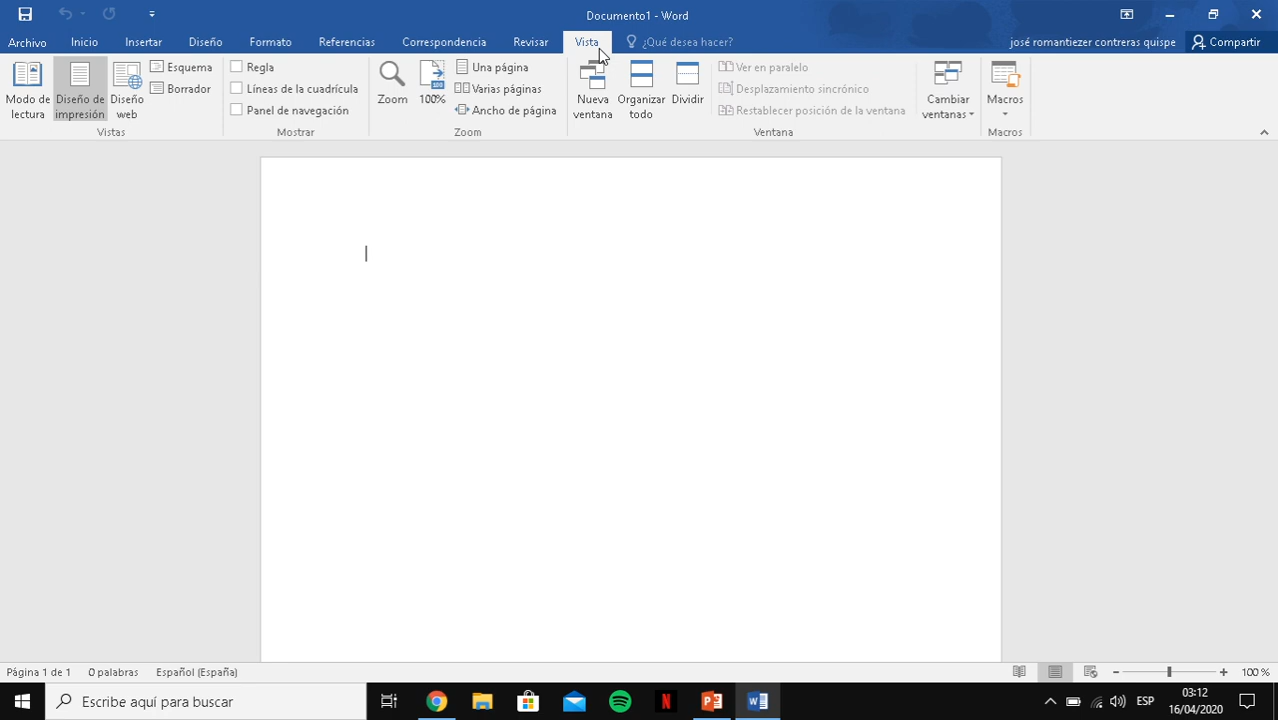 Documento1 - Word
Archivo
Inicio
Insertar
Diseño
Formato
Referencias
Correspondencia
Revisar
Vista
¿Qué desea hacer?
josé romantiezer contreras quispe
Compartir
Modo de
lectura
Diseño de
impresión
Diseño
web
Esquema
Borrador
Vistas
Regla
Líneas de la cuadrícula
Panel de navegación
Mostrar
Zoom
100
100%
Una página
Varias páginas
Ancho de página
Zoom
Nueva
ventana
Organizar
todo
Dividir
Ver en paralelo
Desplazamiento sincrónico
Restablecer posición de la ventana
Ventana
Cambiar
ventanas
Macros
Macros
Página 1 de 1
0 palabras
Español (España)
100 %
Escribe aquí para buscar
N
P
W
ESP
03:12
16/04/2020